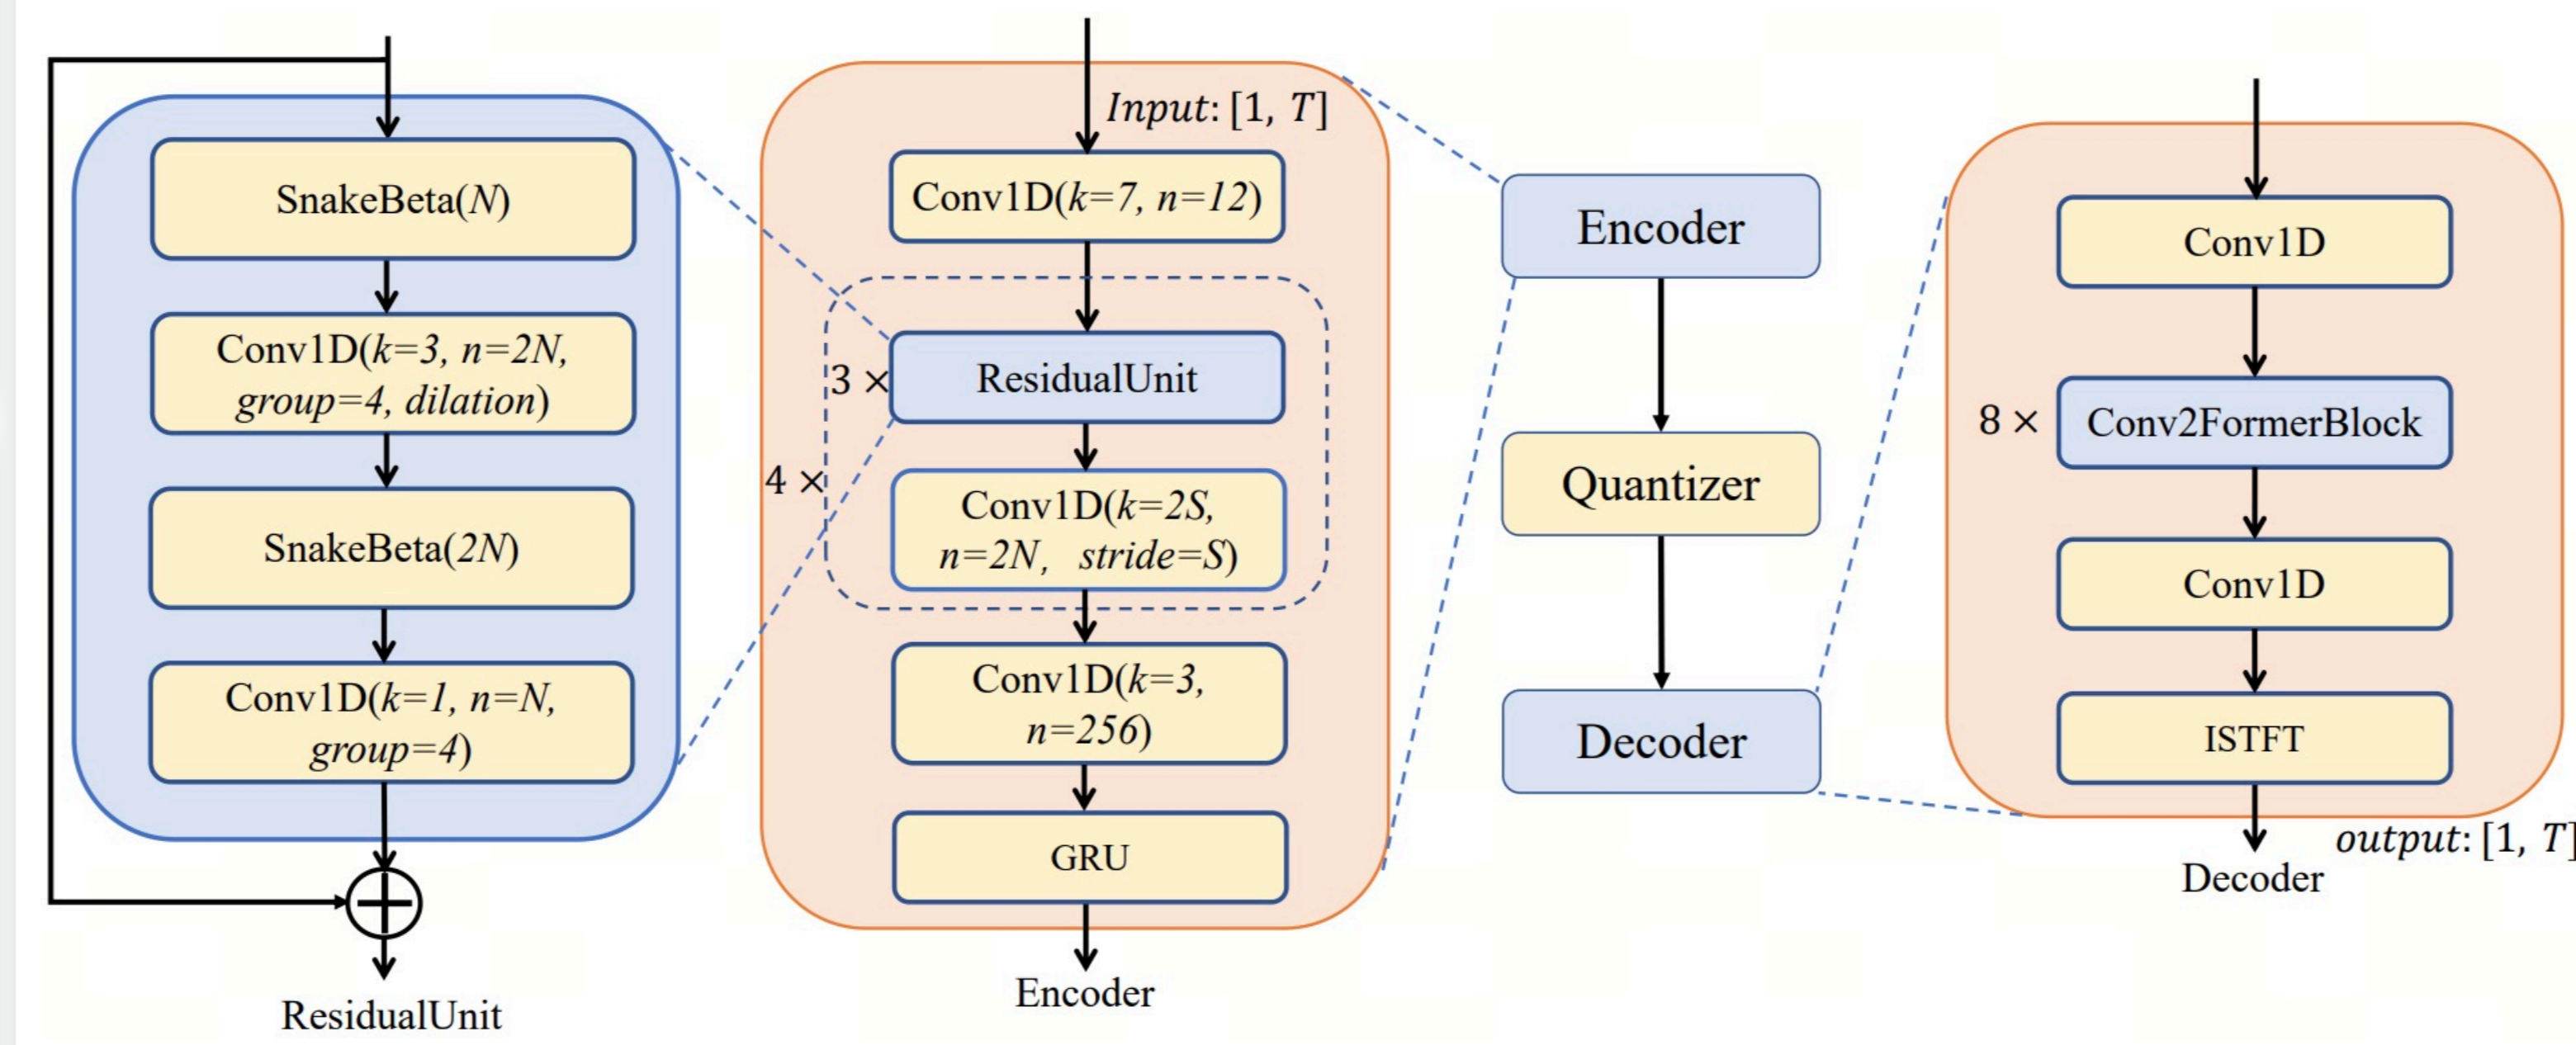 SnakeBeta(N)
Conv1D(k=3, n=2N,
group=4, dilation)
SnakeBeta(2N)
Conv1D(k=1, n=N,
group=4)
ResidualUnit
Input: [1, T]
Conv1D(k=7, n=12)
3 ×
ResidualUnit
4 ×
Conv1D(k=2S,
n=2N, stride=S)
Conv1D(k=3,
n=256)
GRU
Encoder
Encoder
Quantizer
Decoder
Conv1D
8 ×
Conv2FormerBlock
Conv1D
ISTFT
output: [1, T]
Decoder